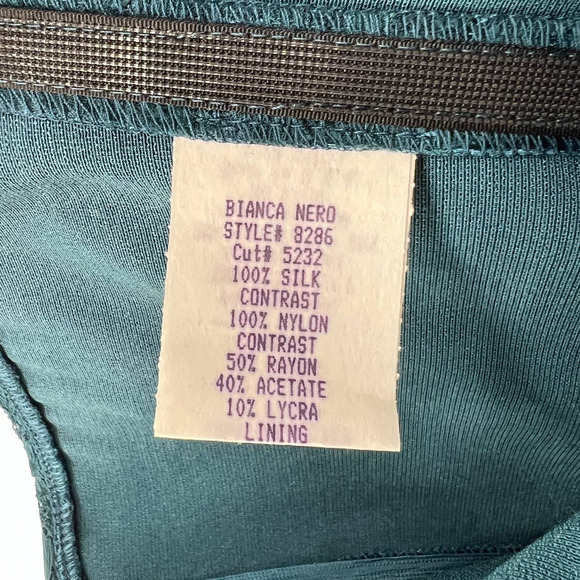 BIANCA NERO
STYLE# 8286
Cut# 5232
100% SILK
CONTRAST
100% NYLON
CONTRAST
50% RAYON
40% ACETATE
10% LYCRA
LINING